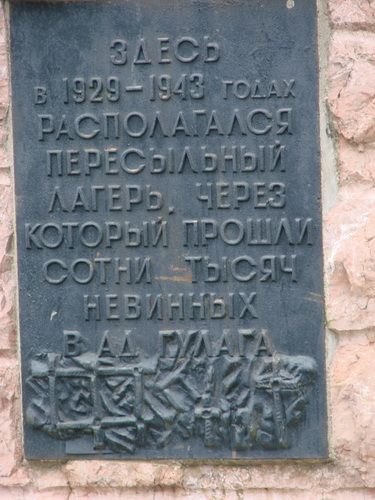 ЗДЕСЬ
В 1929-1943 ГОДАХ
РАСПОЛАГАЛСЯ
ПЕРЕСЫЛЬНЫЙ
ЛАГЕРЬ, ЧЕРЕЗ
КОТОРЫЙ ПРОШЛИ
СОТНИ ТЫСЯЧ
НЕВИННЫХ
В АД ГУЛАГА